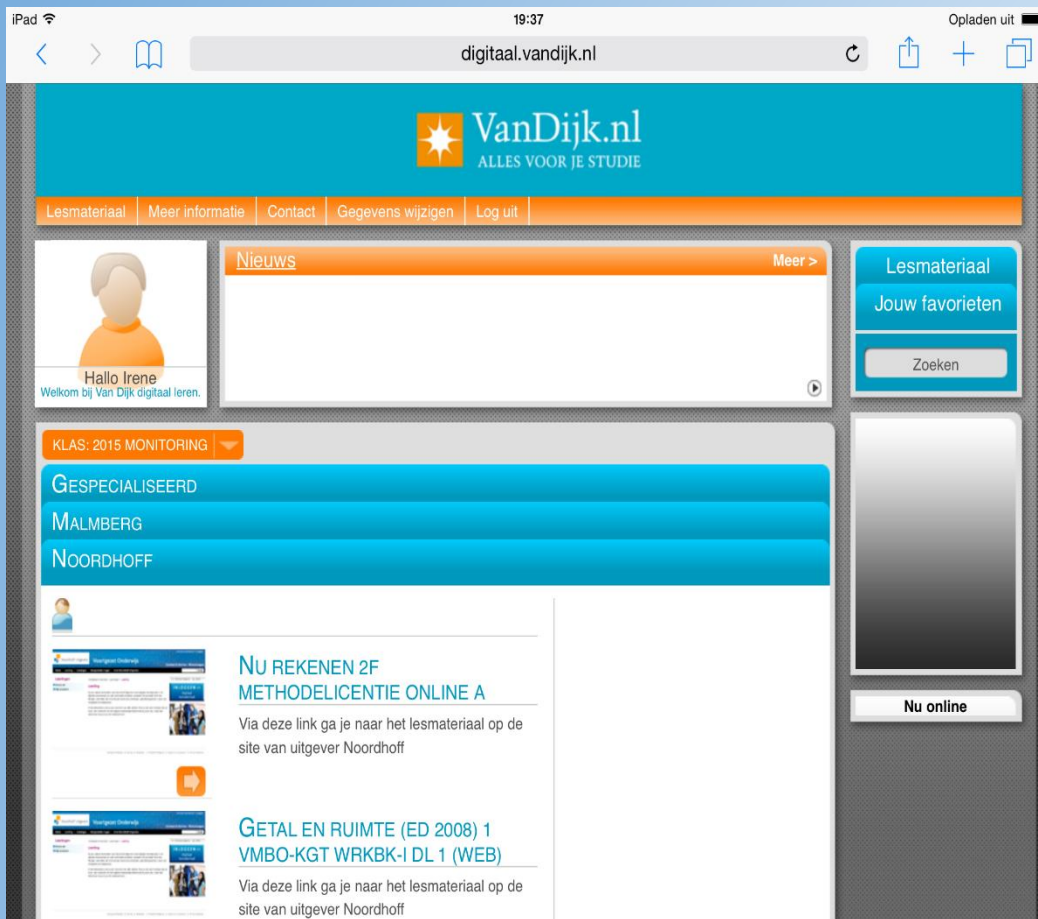 iPad
19:37
Opladen uit
digitaal.vandijk.nl
VanDijk.nl
ALLES VOOR JE STUDIE
Lesmateriaal Meer informatie Contact Gegevens wijzigen Log uit
Hallo Irene
Welkom bij Van Dijk digitaal leren.
Nieuws Meer >
Lesmateriaal
Jouw favorieten
Zoeken
KLAS: 2015 MONITORING
GESPECIALISEERD
MALMBERG
NOORDHOFF
NU REKENEN 2F
METHODELICENTIE ONLINE A
Via deze link ga je naar het lesmateriaal op de
site van uitgever Noordhoff
GETAL EN RUIMTE (ED 2008) 1
VMBO-KGT WRKBK-I DL 1 (WEB)
Via deze link ga je naar het lesmateriaal op de
site van uitgever Noordhoff
Nu online